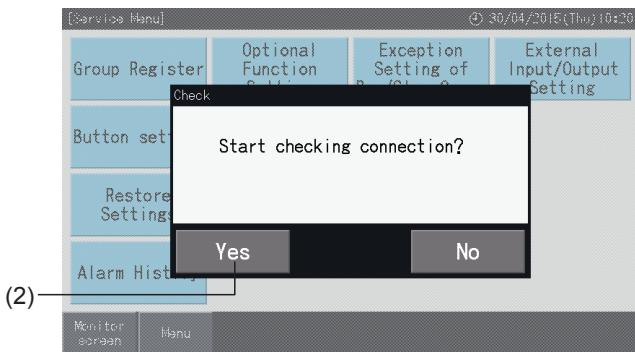 [Service Menu]
30/04/2015(Thu)10:20
Group Register
Optional
Function
Exception
Setting of
External
Input/Output
Setting
Check
Button set
Start checking connection?
Restore
Settings
Yes
No
Alarm Hist
(2)
Monitor
screen
Menu